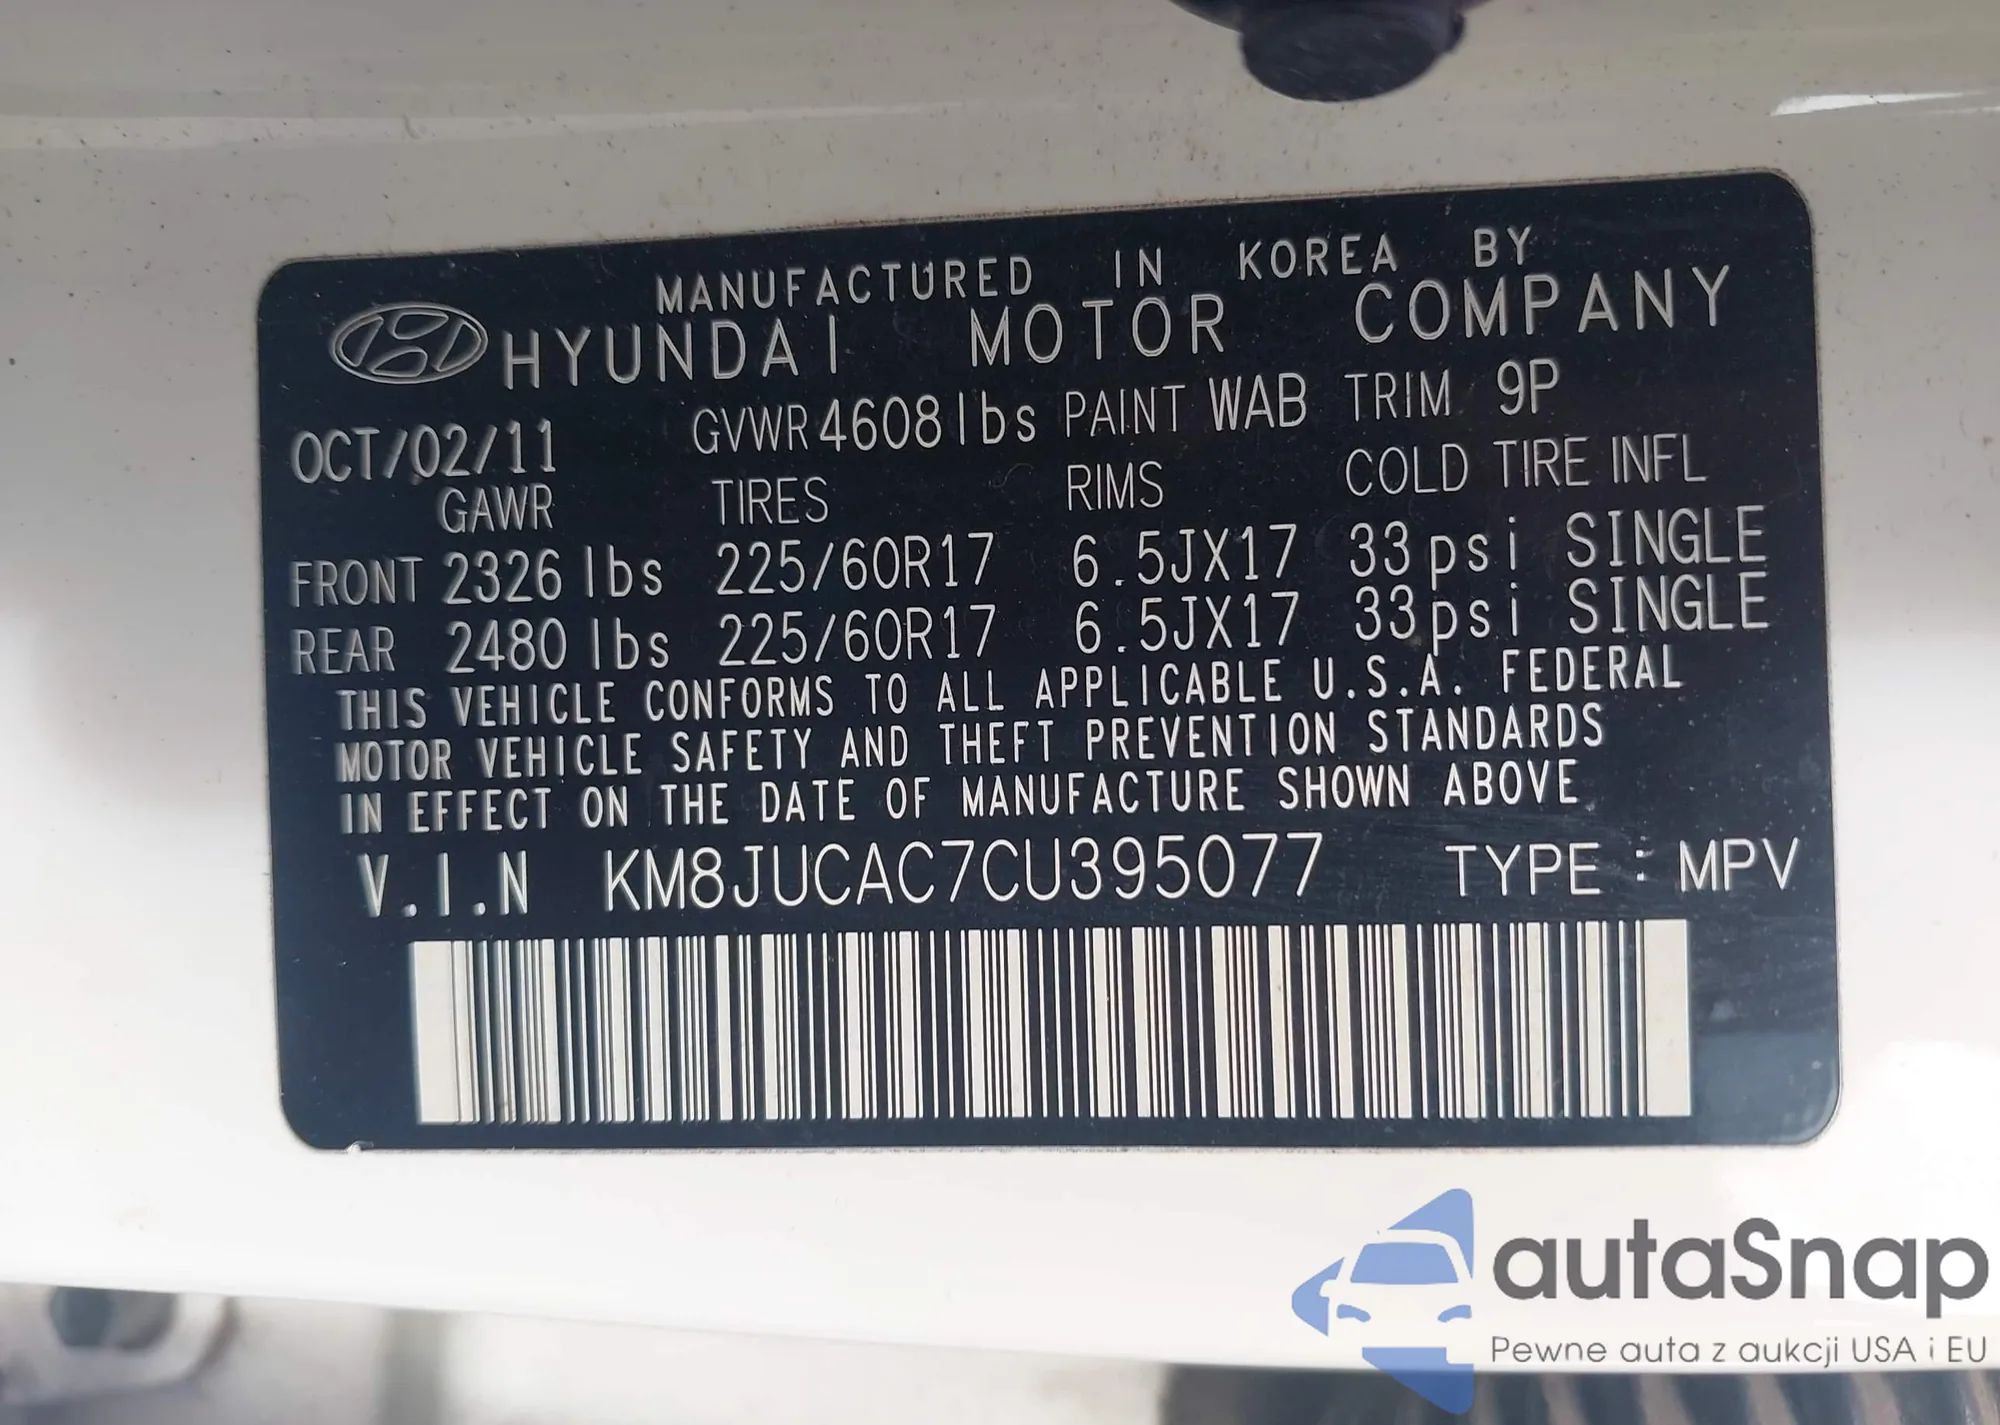 MANUFACTURED IN KOREA BY
HYUNDAI MOTOR COMPANY
OCT/02/11 GVWR 4608lbs PAINT WAB TRIM 9P
GAWR TIRES RIMS COLD TIRE INFL
FRONT 2326 lbs 225/60R17 6.5JX17 33psi SINGLE
REAR 2480 lbs 225/60R17 6.5JX17 33psi SINGLE
THIS VEHICLE CONFORMS TO ALL APPLICABLE U.S.A. FEDERAL
MOTOR VEHICLE SAFETY AND THEFT PREVENTION STANDARDS
IN EFFECT ON THE DATE OF MANUFACTURE SHOWN ABOVE
V.I.N KM8JUCAC7CU395077 TYPE : MPV
autaSnap
Pewne auta z aukcji USA i EU